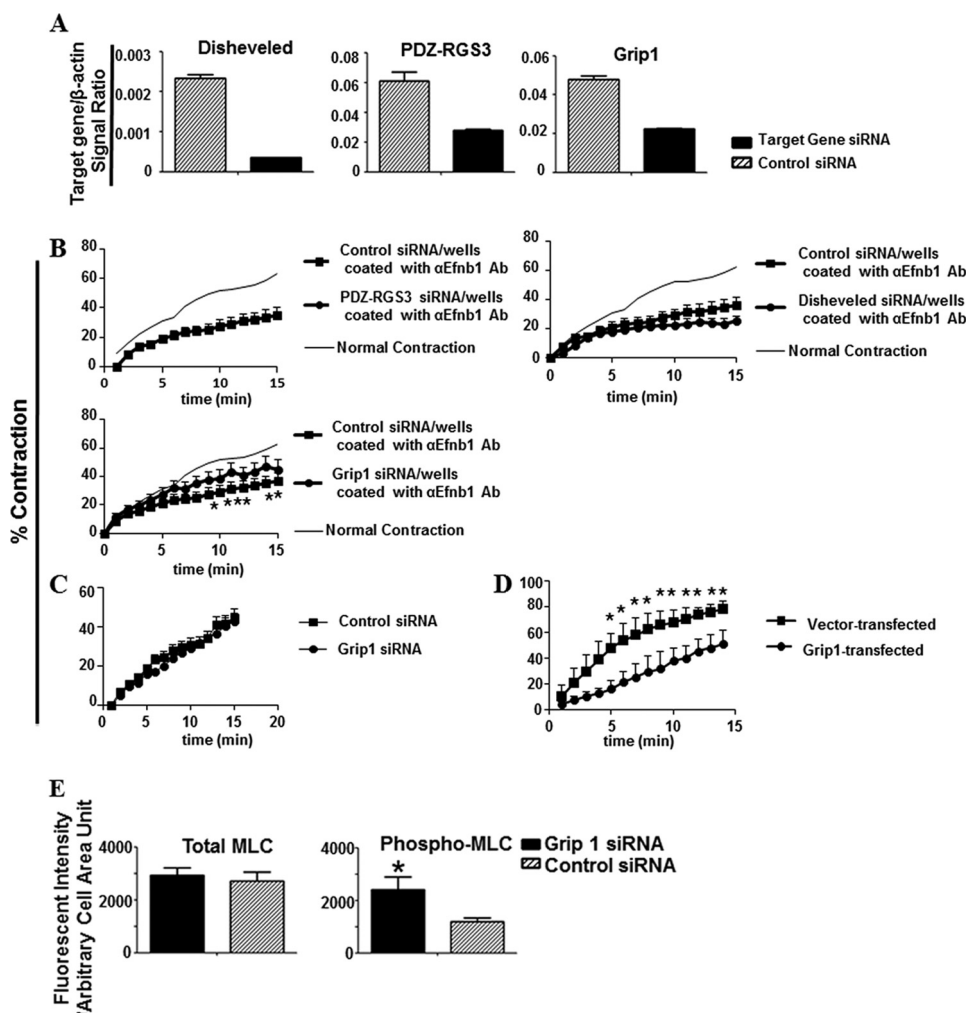 A
Target gene/β-actin
Signal Ratio
Disheveled
0.003
0.002
0.001
0
PDZ-RGS3
0.08
0.06
0.04
0.02
0
Grip1
0.06
0.04
0.02
0
Target Gene siRNA
Control siRNA
B
% Contraction
80
60
40
20
0
0 5 10 15
time (min)
Control siRNA/wells
coated with αEfnb1 Ab
PDZ-RGS3 siRNA/wells
coated with αEfnb1 Ab
Normal Contraction
80
60
40
20
0
0 5 10 15
time (min)
Control siRNA/wells
coated with αEfnb1 Ab
Disheveled siRNA/wells
coated with αEfnb1 Ab
Normal Contraction
80
60
40
20
0
* *** **
0 5 10 15
time (min)
Control siRNA/wells
coated with αEfnb1 Ab
Grip1 siRNA/wells
coated with αEfnb1 Ab
Normal Contraction
C
60
40
20
0
0 5 10 15 20
time (min)
Control siRNA
Grip1 siRNA
D
100
80
60
40
20
0
* * ** ** ** **
0 5 10 15
time (min)
Vector-transfected
Grip1-transfected
E
Fluorescent Intensity
/Arbitrary Cell Area Unit
Total MLC
4000
2000
0
Phospho-MLC
4000
2000
0
*
Grip 1 siRNA
Control siRNA